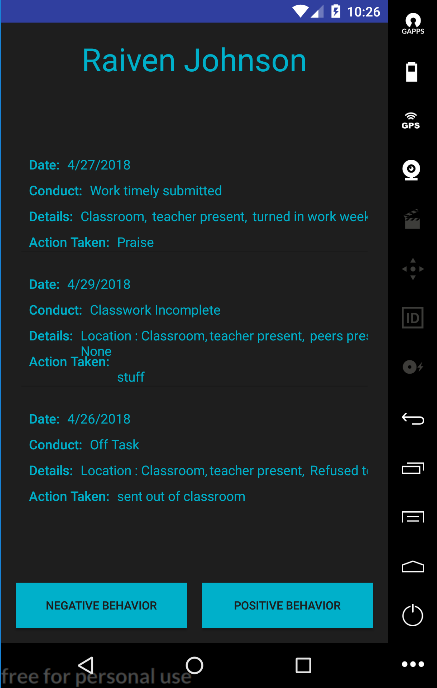 10:26
GAPPS
Raiven Johnson
GPS
Date: 4/27/2018
Conduct: Work timely submitted
Details: Classroom, teacher present, turned in work week
Action Taken: Praise
Date: 4/29/2018
Conduct: Classwork Incomplete
ID
Details: Location : Classroom, teacher present, peers pres
None
Action Taken:
stuff
Date: 4/26/2018
Conduct: Off Task
Details: Location : Classroom, teacher present, Refused to
Action Taken: sent out of classroom
NEGATIVE BEHAVIOR
POSITIVE BEHAVIOR
free for personal use